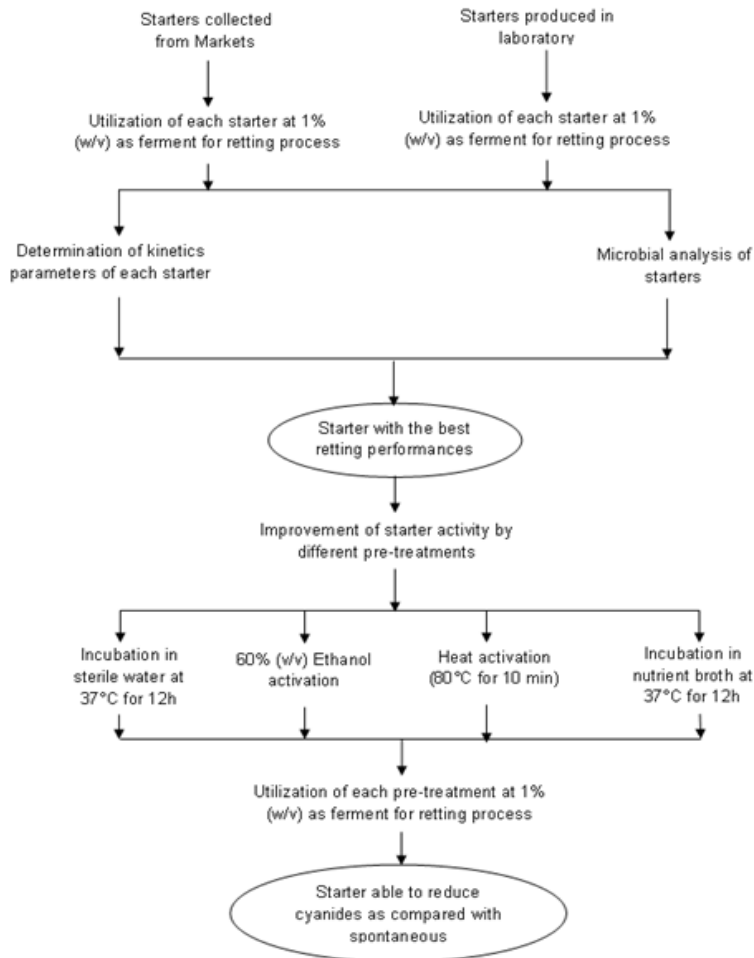 Starters collected
from Markets
Starters produced in
laboratory
Utilization of each starter at 1%
(w/v) as ferment for retting process
Utilization of each starter at 1%
(w/v) as ferment for retting process
Determination of kinetics
parameters of each starter
Microbial analysis of
starters
Starter with the best
retting performances
Improvement of starter activity by
different pre-treatments
Incubation in
sterile water at
37°C for 12h
60% (w/v) Ethanol
activation
Heat activation
(80°C for 10 min)
Incubation in
nutrient broth at
37°C for 12h
Utilization of each pre-treatment at 1%
(w/v) as ferment for retting process
Starter able to reduce
cyanides as compared with
spontaneous